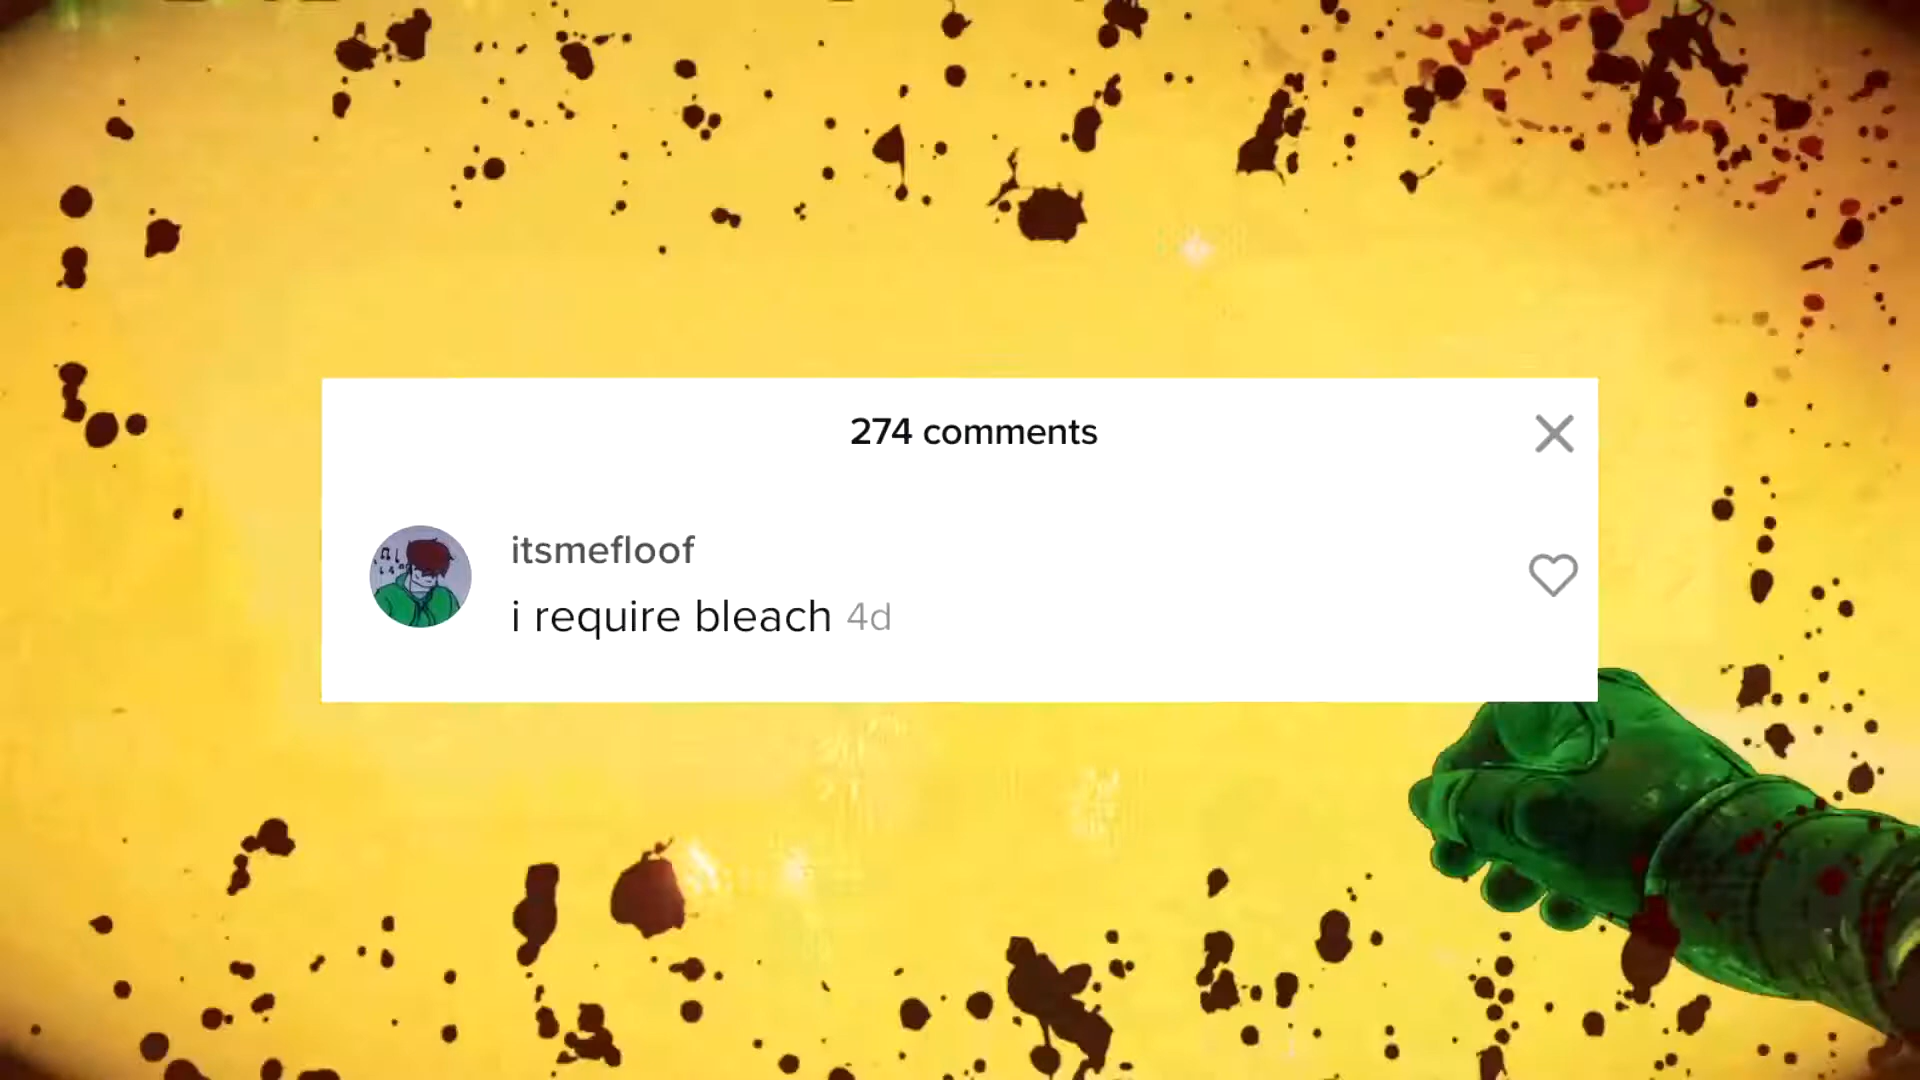 274 comments
itsmefloof
i require bleach 4d